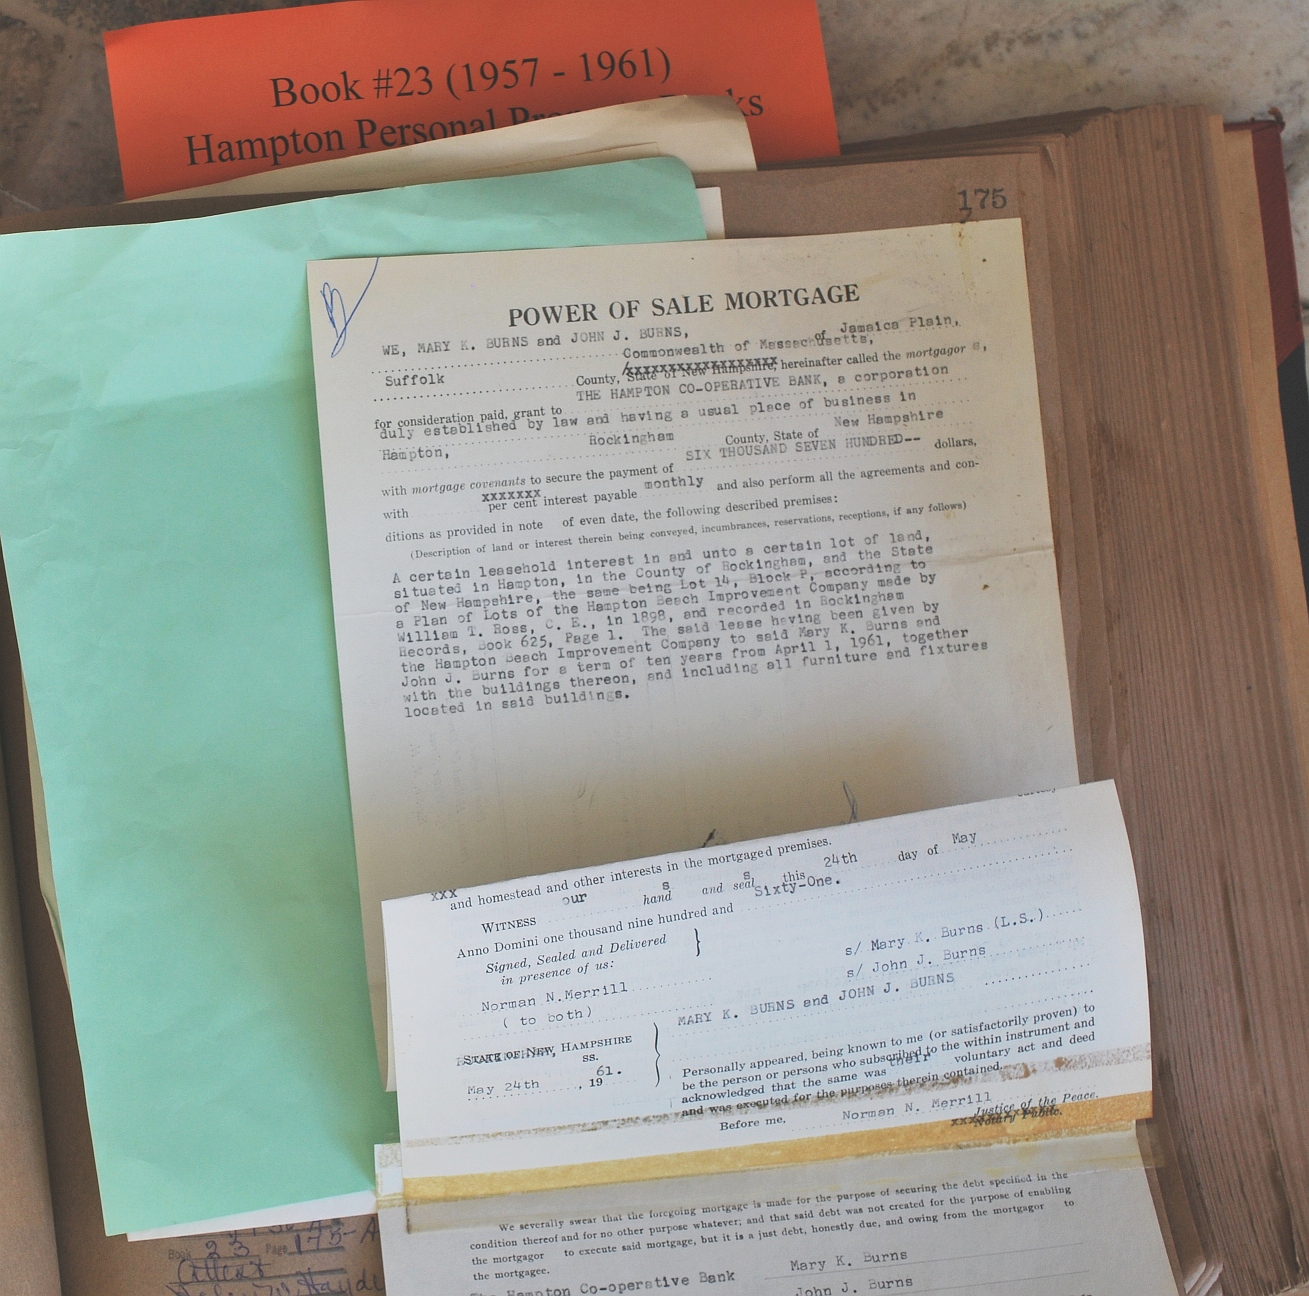 Book #23 (1957 - 1961)
Hampton Personal
175
POWER OF SALE MORTGAGE
WE, MARY K. BURNS and JOHN J. BURNS, of Jamaica Plain,
Commonwealth of Massachusetts,
Suffolk County, State of New Hampshire, hereinafter called the mortgagor s,
for consideration paid, grant to THE HAMPTON CO-OPERATIVE BANK, a corporation
duly established by law and having a usual place of business in
Hampton, Rockingham County, State of New Hampshire
with mortgage covenants to secure the payment of SIX THOUSAND SEVEN HUNDRED-- dollars,
with xxxxxxx per cent interest payable monthly and also perform all the agreements and con-
ditions as provided in note of even date, the following described premises:
(Description of land or interest therein being conveyed, incumbrances, reservations, receptions, if any follows)
A certain leasehold interest in and unto a certain lot of land,
situated in Hampton, in the County of Rockingham, and the State
of New Hampshire, the same being Lot 14, Block P, according to
a Plan of Lots of the Hampton Beach Improvement Company made by
William T. Ross, C. E., in 1898, and recorded in Rockingham
Records, Book 625, Page 1. The said lease having been given by
the Hampton Beach Improvement Company to said Mary K. Burns and
John J. Burns for a term of ten years from April 1, 1961, together
with the buildings thereon, and including all furniture and fixtures
located in said buildings.
xxx and homestead and other interests in the mortgaged premises.
WITNESS our hand s and seal s this 24th day of May
Anno Domini one thousand nine hundred and Sixty-One.
Signed, Sealed and Delivered
in presence of us:
s/ Mary K. Burns (L.S.)
Norman N.Merrill s/ John J. Burns
( to both) MARY K. BURNS and JOHN J. BURNS
STATE OF NEW HAMPSHIRE
ss.
May 24th , 19 61.
Personally appeared, being known to me (or satisfactorily proven) to
be the person or persons who subscribed to the within instrument and
acknowledged that the same was their voluntary act and deed
and was executed for the purposes therein contained.
Before me, Norman N. Merrill
Justice of the Peace.
Notary Public.
We severally swear that the foregoing mortgage is made for the purpose of securing the debt specified in the
condition thereof and for no other purpose whatever; and that said debt was not created for the purpose of enabling
the mortgagor to execute said mortgage, but it is a just debt, honestly due, and owing from the mortgagor to
the mortgagee.
Mary K. Burns
Hampton Co-operative Bank
John J. Burns
Book 23 Page 175-A
Attest